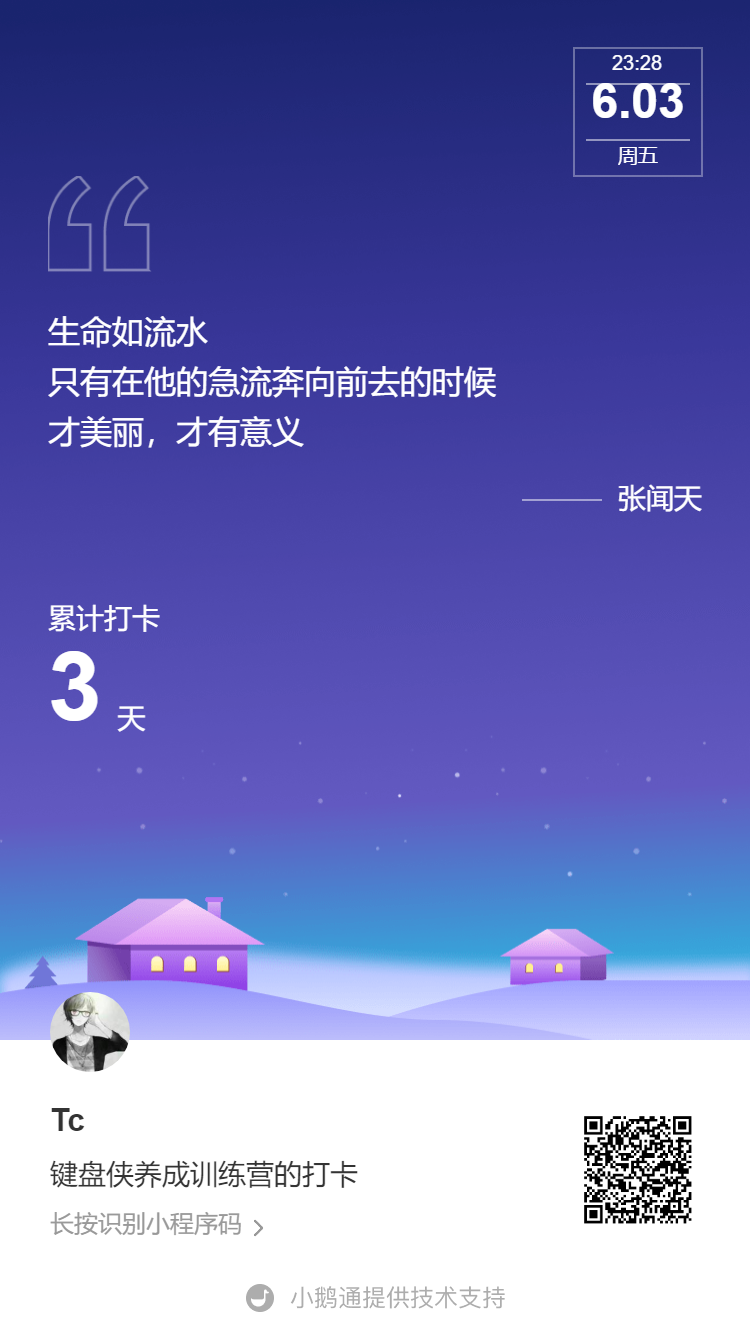 23:28
6.03
周五
生命如流水
只有在他的急流奔向前去的时候
才美丽，才有意义
张闻天
累计打卡
3 天
Tc
键盘侠养成训练营的打卡
长按识别小程序码
小鹅通提供技术支持